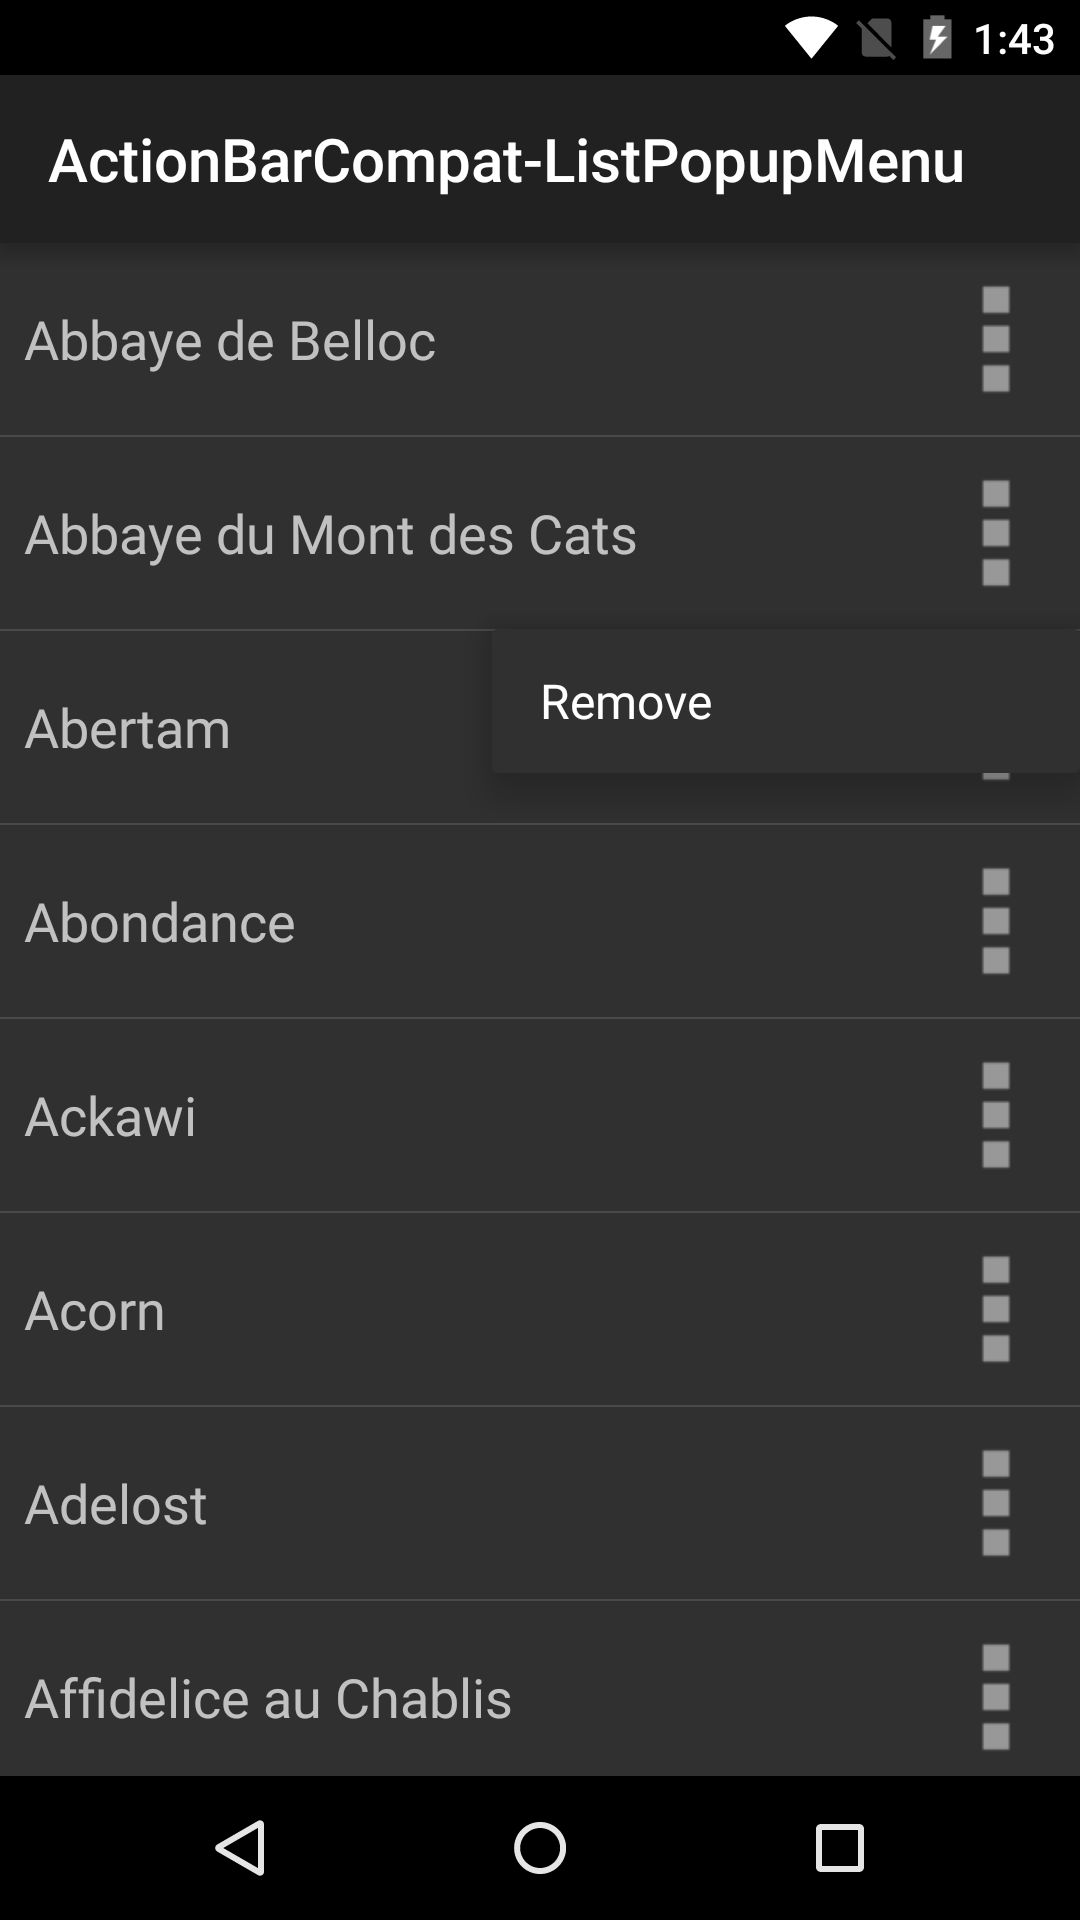 1:43
ActionBarCompat-ListPopupMenu
Abbaye de Belloc
Abbaye du Mont des Cats
Remove
Abertam
Abondance
Ackawi
Acorn
Adelost
Affidelice au Chablis